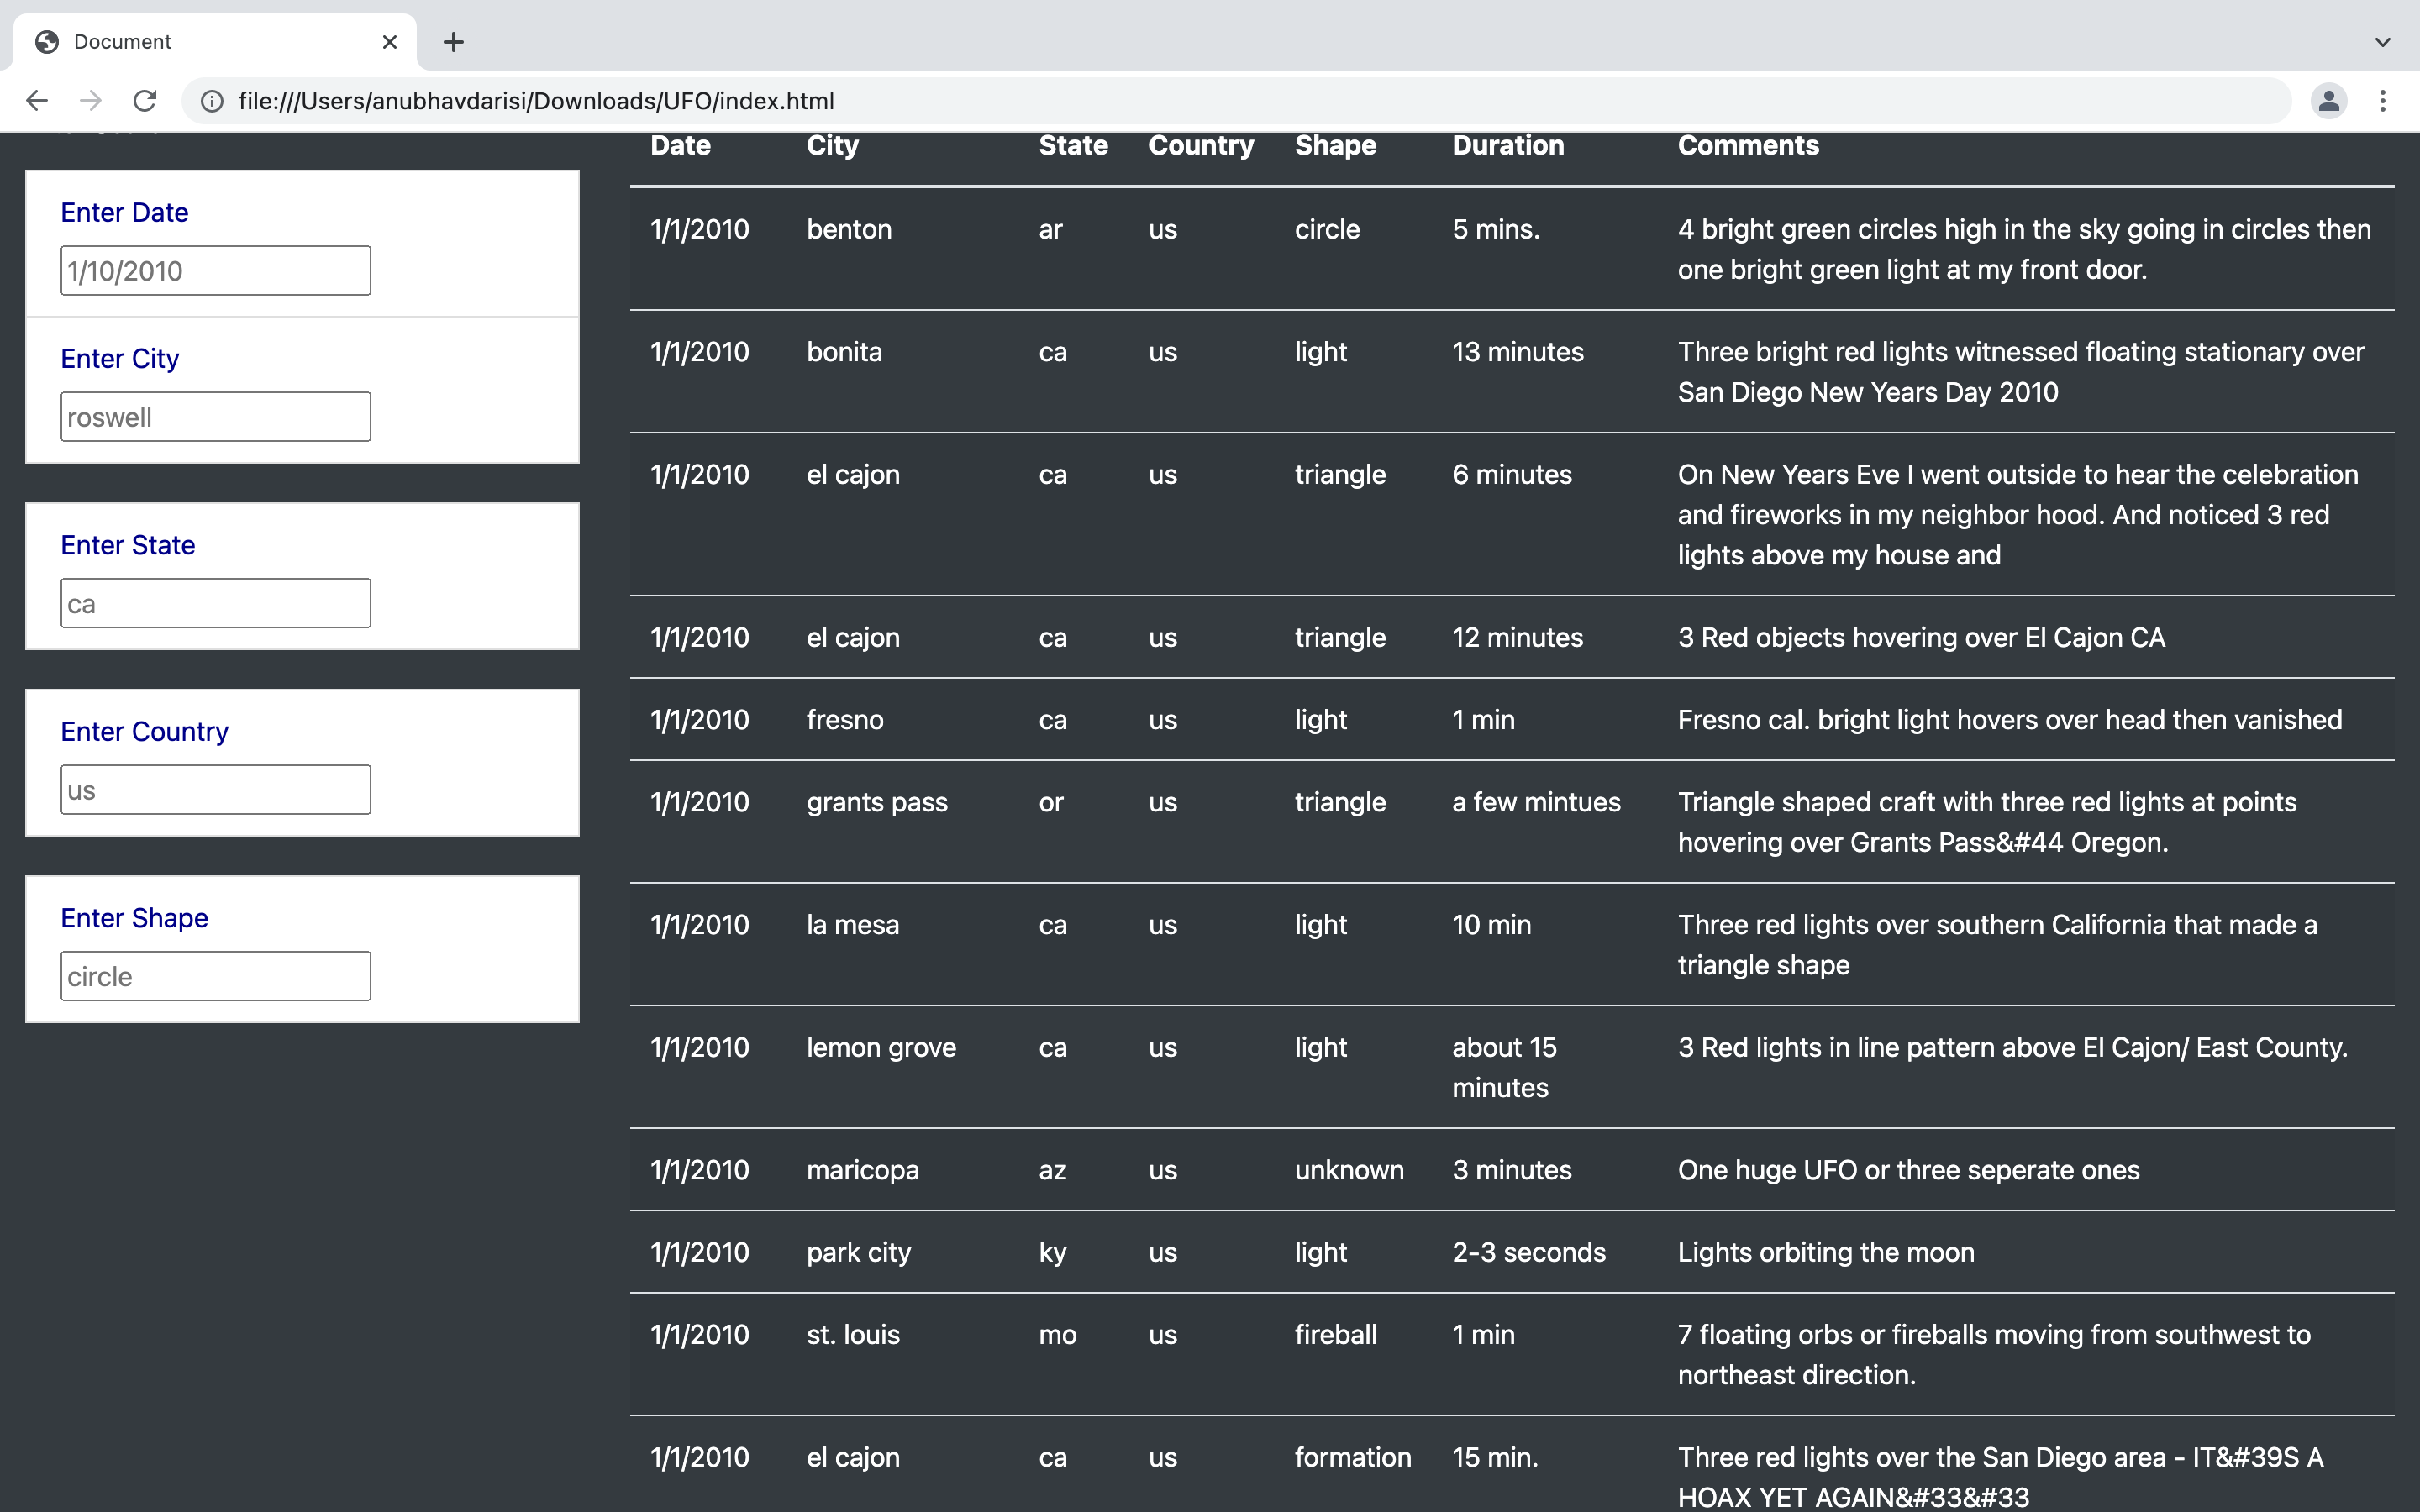 Document
file:///Users/anubhavdarisi/Downloads/UFO/index.html
Enter Date
1/10/2010
Enter City
roswell
Enter State
ca
Enter Country
us
Enter Shape
circle
Date City State Country Shape Duration Comments
1/1/2010 benton ar us circle 5 mins. 4 bright green circles high in the sky going in circles then
one bright green light at my front door.
1/1/2010 bonita ca us light 13 minutes Three bright red lights witnessed floating stationary over
San Diego New Years Day 2010
1/1/2010 el cajon ca us triangle 6 minutes On New Years Eve I went outside to hear the celebration
and fireworks in my neighbor hood. And noticed 3 red
lights above my house and
1/1/2010 el cajon ca us triangle 12 minutes 3 Red objects hovering over El Cajon CA
1/1/2010 fresno ca us light 1 min Fresno cal. bright light hovers over head then vanished
1/1/2010 grants pass or us triangle a few mintues Triangle shaped craft with three red lights at points
hovering over Grants Pass&#44 Oregon.
1/1/2010 la mesa ca us light 10 min Three red lights over southern California that made a
triangle shape
1/1/2010 lemon grove ca us light about 15 3 Red lights in line pattern above El Cajon/ East County.
minutes
1/1/2010 maricopa az us unknown 3 minutes One huge UFO or three seperate ones
1/1/2010 park city ky us light 2-3 seconds Lights orbiting the moon
1/1/2010 st. louis mo us fireball 1 min 7 floating orbs or fireballs moving from southwest to
northeast direction.
1/1/2010 el cajon ca us formation 15 min. Three red lights over the San Diego area - IT&#39S A
HOAX YET AGAIN&#33&#33